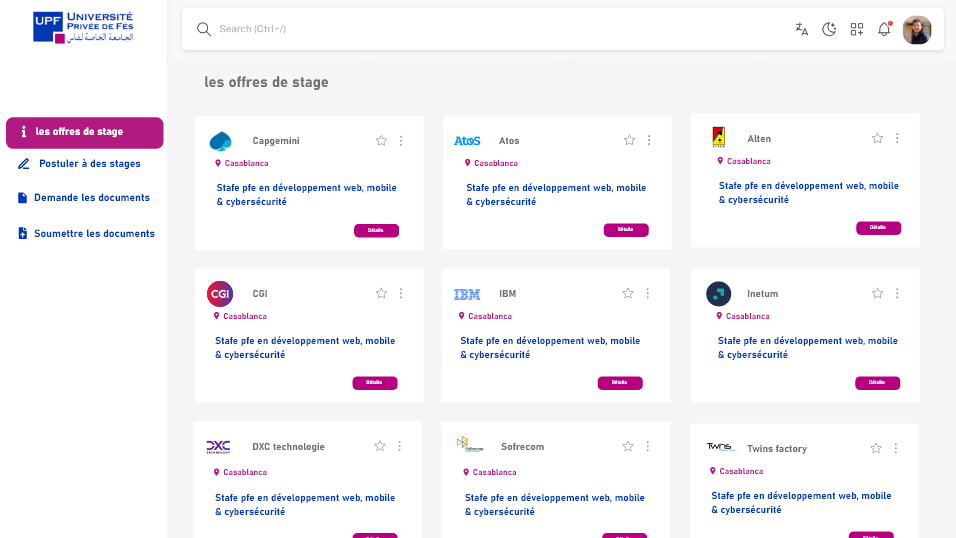 UPF UNIVERSITÉ
PRIVÉE DE FÈS
الجامعة الخاصة لفاس
Search (Ctrl+/)
les offres de stage
Postuler à des stages
Demande les documents
Soumettre les documents
les offres de stage
Capgemini
Casablanca
Stafe pfe en développement web, mobile
& cybersécurité
Détails
AtoS
Atos
Casablanca
Stafe pfe en développement web, mobile
& cybersécurité
Détails
Alten
Casablanca
Stafe pfe en développement web, mobile
& cybersécurité
Détails
CGI
CGI
Casablanca
Stafe pfe en développement web, mobile
& cybersécurité
Détails
IBM
IBM
Casablanca
Stafe pfe en développement web, mobile
& cybersécurité
Détails
Inetum
Casablanca
Stafe pfe en développement web, mobile
& cybersécurité
Détails
DXC
TECHNOLOGY
DXC technologie
Casablanca
Stafe pfe en développement web, mobile
& cybersécurité
Sofrecom
Sofrecom
Casablanca
Stafe pfe en développement web, mobile
& cybersécurité
Twins
Twins factory
Casablanca
Stafe pfe en développement web, mobile
& cybersécurité